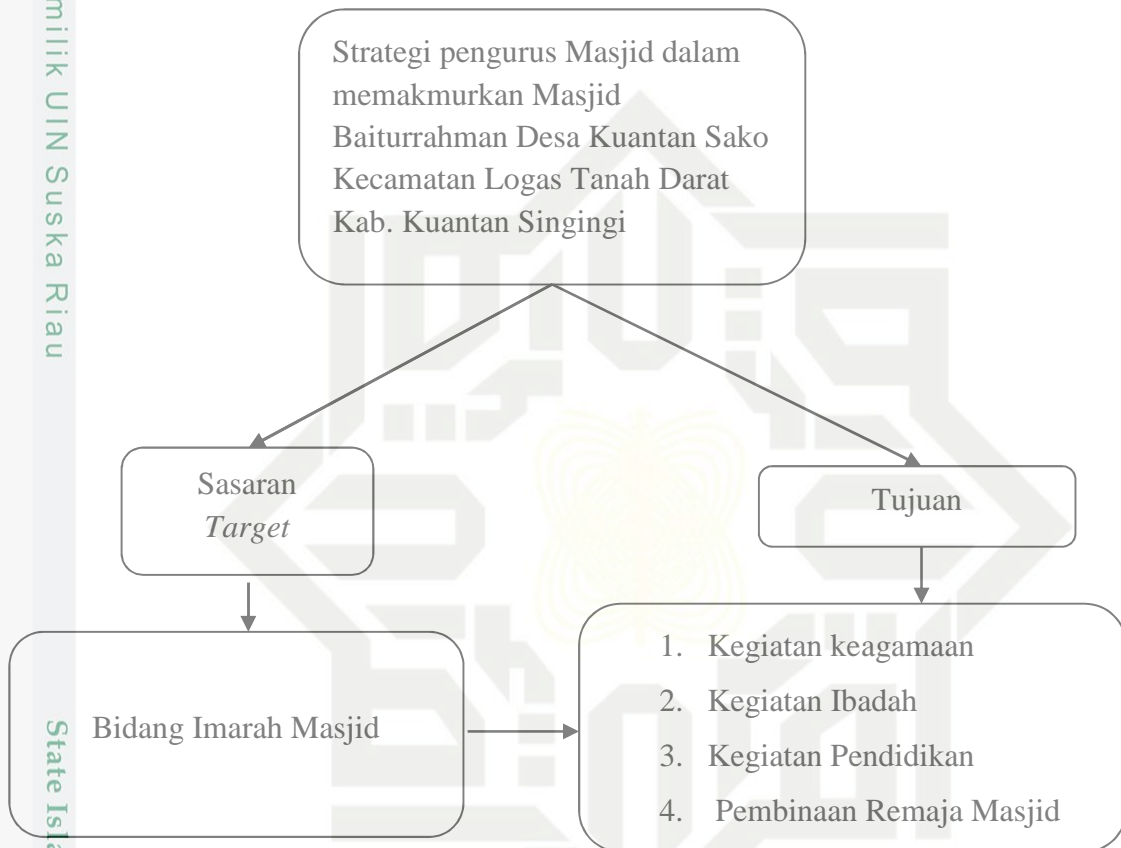 milik UIN Suska Riau
State Isla
Strategi pengurus Masjid dalam
memakmurkan Masjid
Baiturrahman Desa Kuantan Sako
Kecamatan Logas Tanah Darat
Kab. Kuantan Singingi
Sasaran
Target
Tujuan
Bidang Imarah Masjid
1. Kegiatan keagamaan
2. Kegiatan Ibadah
3. Kegiatan Pendidikan
4. Pembinaan Remaja Masjid